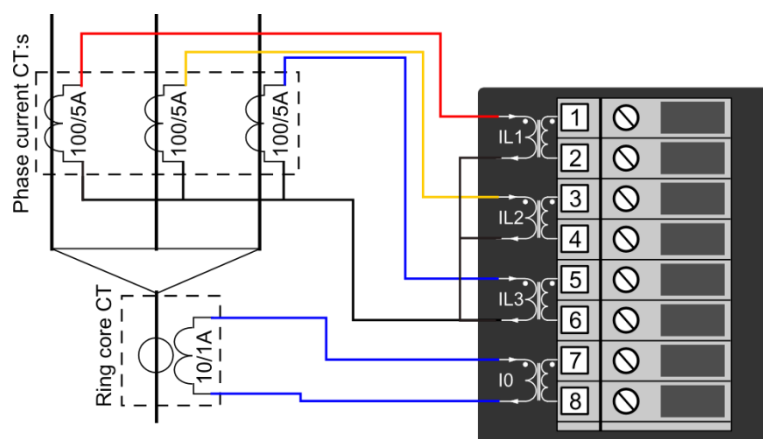 Phase current CT:s
100/5A
100/5A
100/5A
Ring core CT
10/1A
IL1
1
2
IL2
3
4
IL3
5
6
I0
7
8